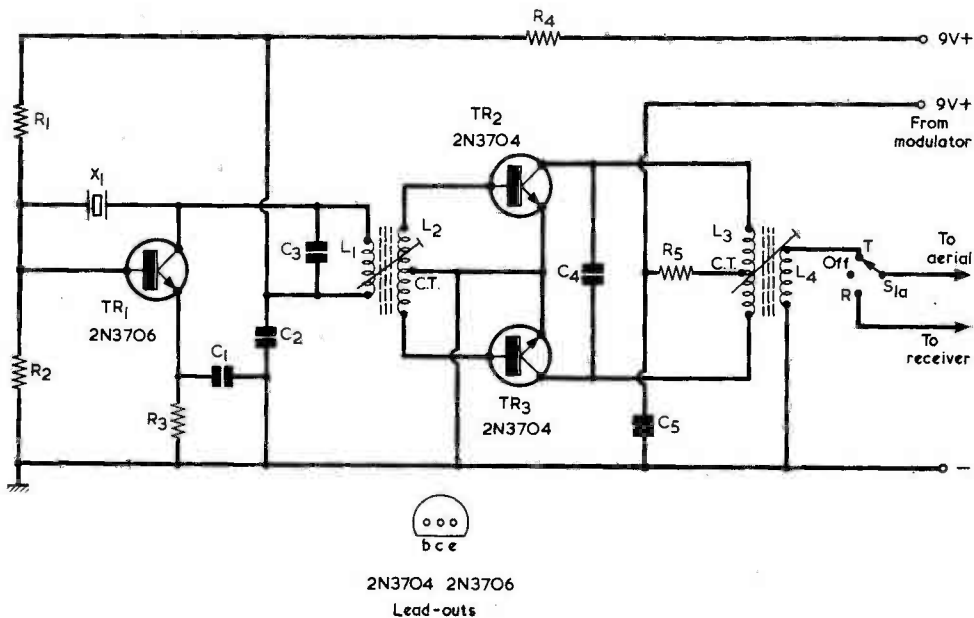 R4
9V+
9V+
From
modulator
R1
TR2
2N3704
X1
L2
L1
C3
C.T.
C4
R5
L3
C.T.
L4
T
Off
R
S1a
To
aerial
To
receiver
TR1
2N3706
C2
R2
C1
R3
TR3
2N3704
C5
−
b c e
2N3704 2N3706
Lead-outs